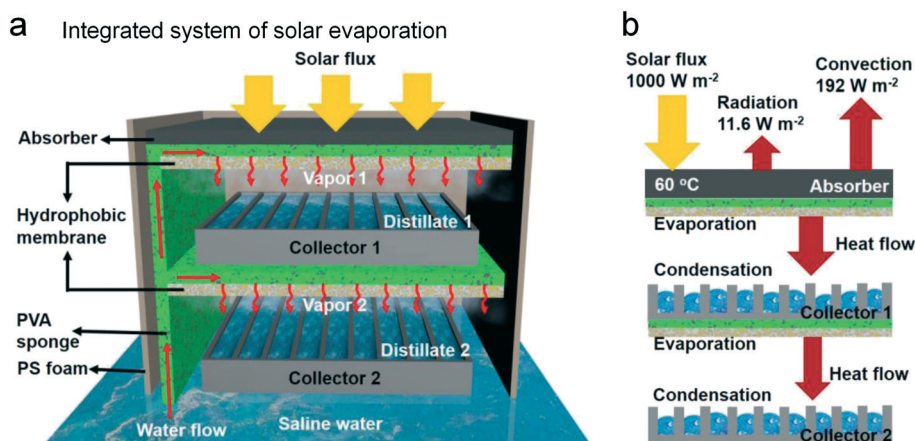 a Integrated system of solar evaporation
Solar flux
Absorber
Vapor 1
Hydrophobic
membrane
Distillate 1
Collector 1
Vapor 2
PVA
sponge
Distillate 2
PS foam
Collector 2
Water flow
Saline water
b
Solar flux
1000 W m-2
Convection
192 W m-2
Radiation
11.6 W m-2
60 °C
Absorber
Evaporation
Heat flow
Condensation
Collector 1
Evaporation
Heat flow
Condensation
Collector 2